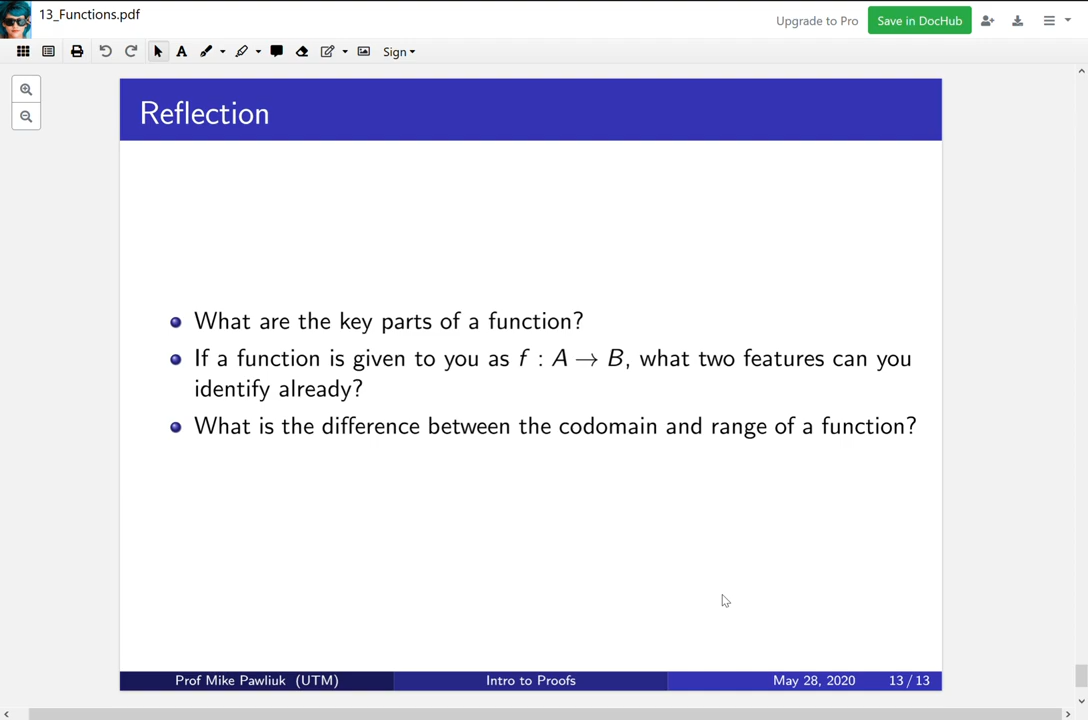 13_Functions.pdf
Upgrade to Pro
Save in DocHub
A
Sign
Reflection
What are the key parts of a function?
If a function is given to you as f : A → B, what two features can you
identify already?
What is the difference between the codomain and range of a function?
Prof Mike Pawliuk (UTM) Intro to Proofs May 28, 2020 13 / 13